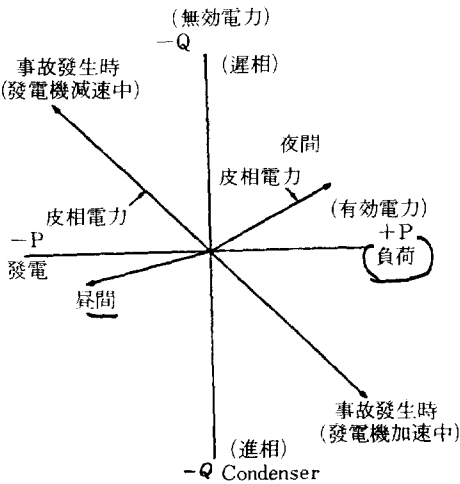 (無効電力)
−Q
(遲相)
事故發生時
(發電機減速中)
夜間
皮相電力
皮相電力
(有効電力)
+P
負荷
−P
發電
昼間
事故發生時
(發電機加速中)
(進相)
−Q Condenser